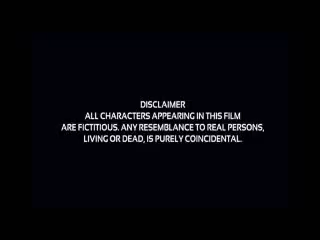 DISCLAIMER
ALL CHARACTERS APPEARING IN THIS FILM
ARE FICTITIOUS. ANY RESEMBLANCE TO REAL PERSONS,
LIVING OR DEAD, IS PURELY COINCIDENTAL.